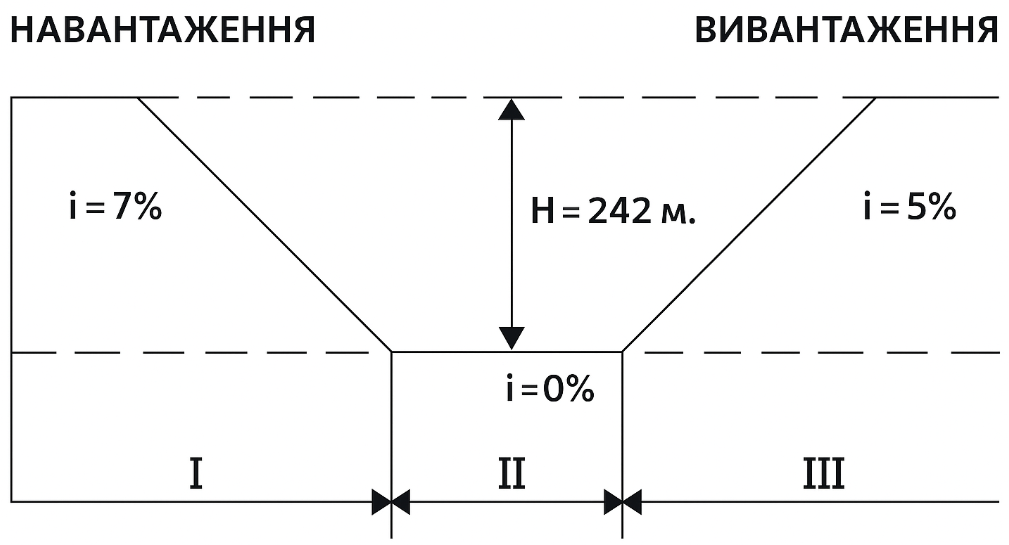 НАВАНТАЖЕННЯ
ВИВАНТАЖЕННЯ
i = 7%
H = 242 м.
i = 5%
i = 0%
I
II
III